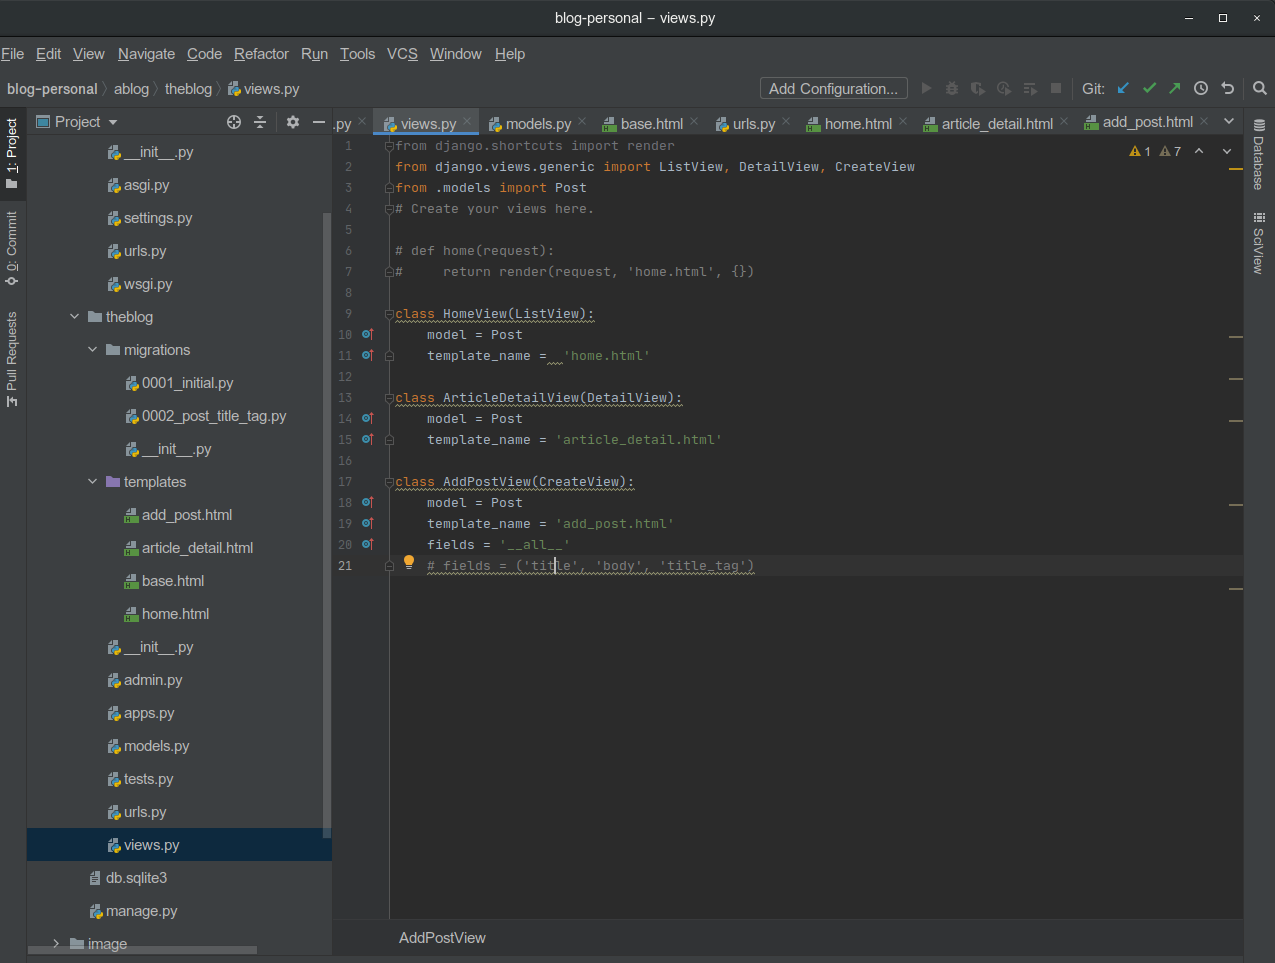 blog-personal – views.py
File Edit View Navigate Code Refactor Run Tools VCS Window Help
blog-personal ablog theblog views.py Add Configuration... Git:
1: Project
0: Commit
Pull Requests
Project
__init__.py
asgi.py
settings.py
urls.py
wsgi.py
theblog
migrations
0001_initial.py
0002_post_title_tag.py
__init__.py
templates
add_post.html
article_detail.html
base.html
home.html
__init__.py
admin.py
apps.py
models.py
tests.py
urls.py
views.py
db.sqlite3
manage.py
image
.py views.py models.py base.html urls.py home.html article_detail.html add_post.html
1 7
1 from django.shortcuts import render
2 from django.views.generic import ListView, DetailView, CreateView
3 from .models import Post
4 # Create your views here.
5
6 # def home(request):
7 #     return render(request, 'home.html', {})
8
9 class HomeView(ListView):
10     model = Post
11     template_name =  'home.html'
12
13 class ArticleDetailView(DetailView):
14     model = Post
15     template_name = 'article_detail.html'
16
17 class AddPostView(CreateView):
18     model = Post
19     template_name = 'add_post.html'
20     fields = '__all__'
21     # fields = ('title', 'body', 'title_tag')
AddPostView
Database
SciView